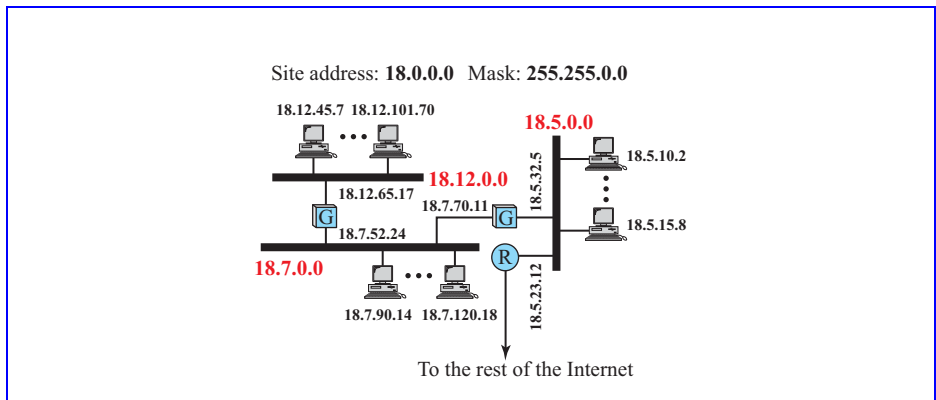 Site address: 18.0.0.0 Mask: 255.255.0.0
18.12.45.7 18.12.101.70
18.5.0.0
18.5.10.2
18.12.0.0
18.5.32.5
18.12.65.17
18.7.70.11
G
G
18.5.15.8
18.7.52.24
R
18.7.0.0
18.5.23.12
18.7.90.14 18.7.120.18
To the rest of the Internet